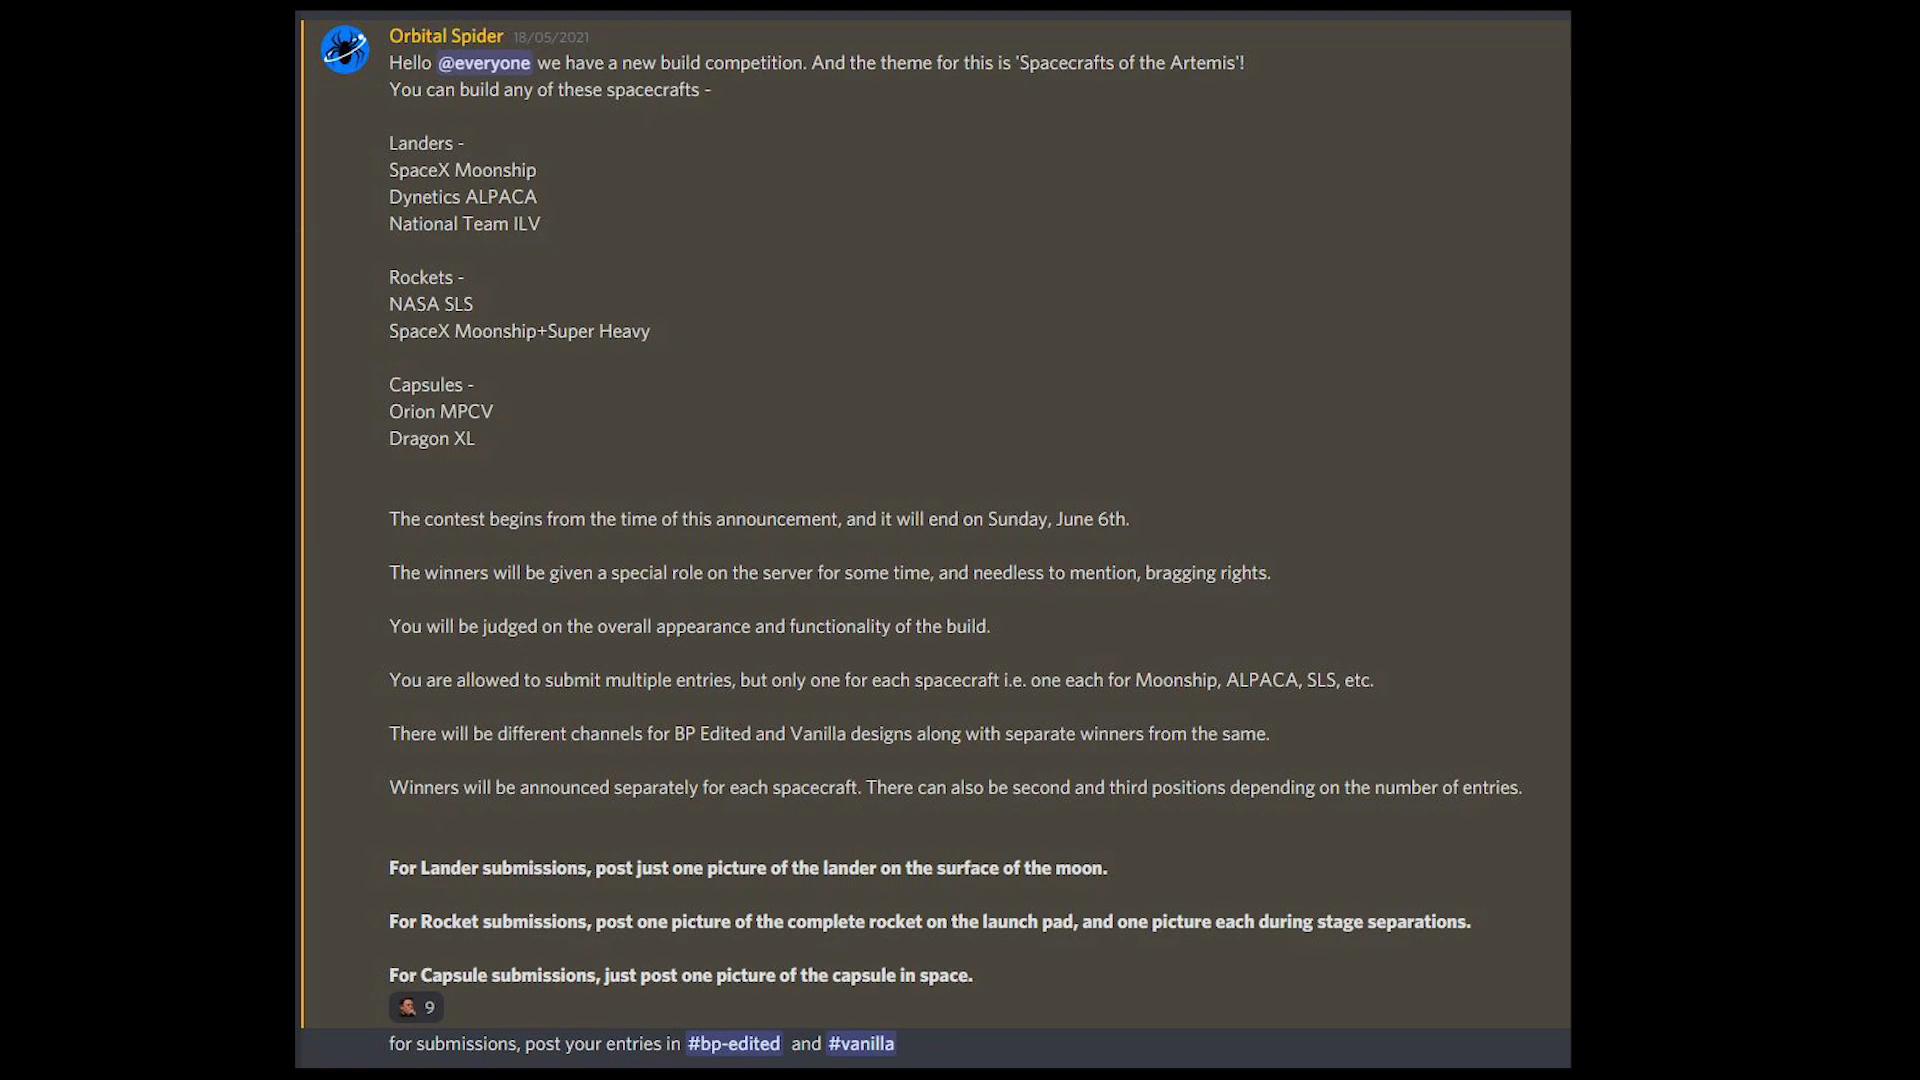 Orbital Spider 18/05/2021
Hello @everyone we have a new build competition. And the theme for this is 'Spacecrafts of the Artemis'!
You can build any of these spacecrafts -
Landers -
SpaceX Moonship
Dynetics ALPACA
National Team ILV
Rockets -
NASA SLS
SpaceX Moonship+Super Heavy
Capsules -
Orion MPCV
Dragon XL
The contest begins from the time of this announcement, and it will end on Sunday, June 6th.
The winners will be given a special role on the server for some time, and needless to mention, bragging rights.
You will be judged on the overall appearance and functionality of the build.
You are allowed to submit multiple entries, but only one for each spacecraft i.e. one each for Moonship, ALPACA, SLS, etc.
There will be different channels for BP Edited and Vanilla designs along with separate winners from the same.
Winners will be announced separately for each spacecraft. There can also be second and third positions depending on the number of entries.
For Lander submissions, post just one picture of the lander on the surface of the moon.
For Rocket submissions, post one picture of the complete rocket on the launch pad, and one picture each during stage separations.
For Capsule submissions, just post one picture of the capsule in space.
9
for submissions, post your entries in #bp-edited and #vanilla